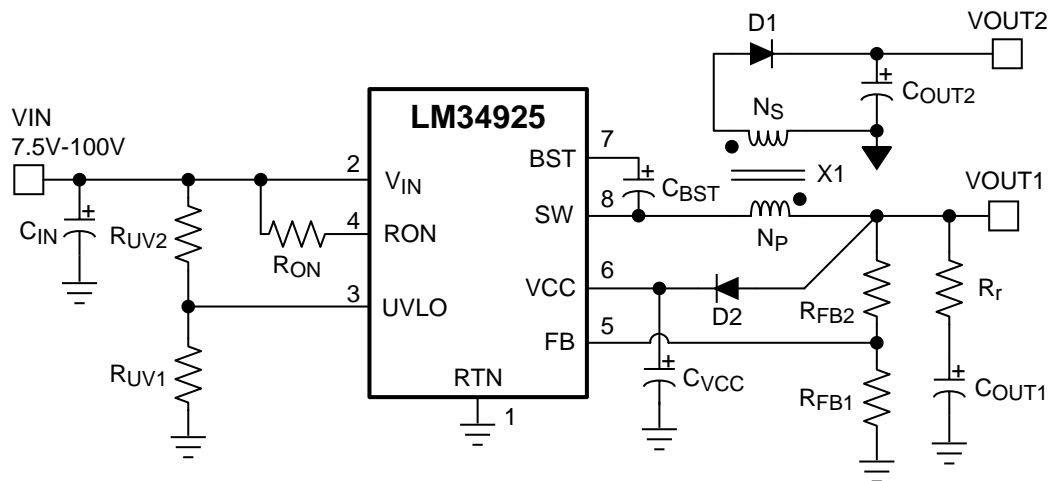 D1
VOUT2
+
COUT2
NS
VIN
7.5V-100V
LM34925
7
BST
+
CBST
X1
VOUT1
2
VIN
8
SW
NP
+
CIN
RUV2
4
RON
RON
6
VCC
D2
RFB2
Rr
3
UVLO
5
FB
RUV1
+
CVCC
RFB1
+
COUT1
RTN
1